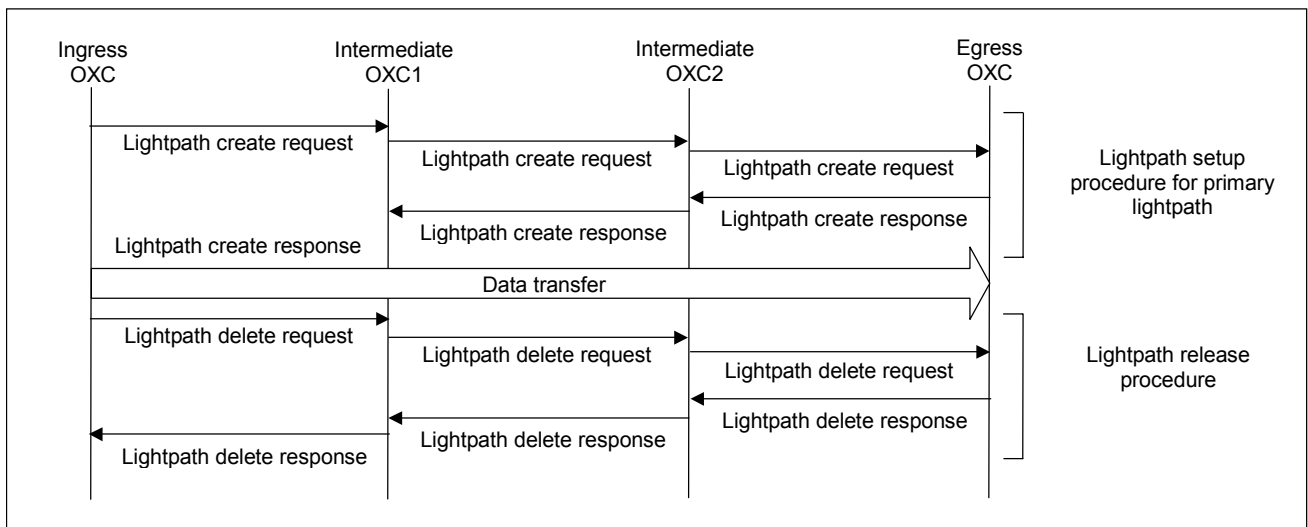 Ingress
OXC
Intermediate
OXC1
Intermediate
OXC2
Egress
OXC
Lightpath create request
Lightpath create request
Lightpath create request
Lightpath create response
Lightpath create response
Lightpath create response
Lightpath setup
procedure for primary
lightpath
Data transfer
Lightpath delete request
Lightpath delete request
Lightpath delete request
Lightpath delete response
Lightpath delete response
Lightpath delete response
Lightpath release
procedure